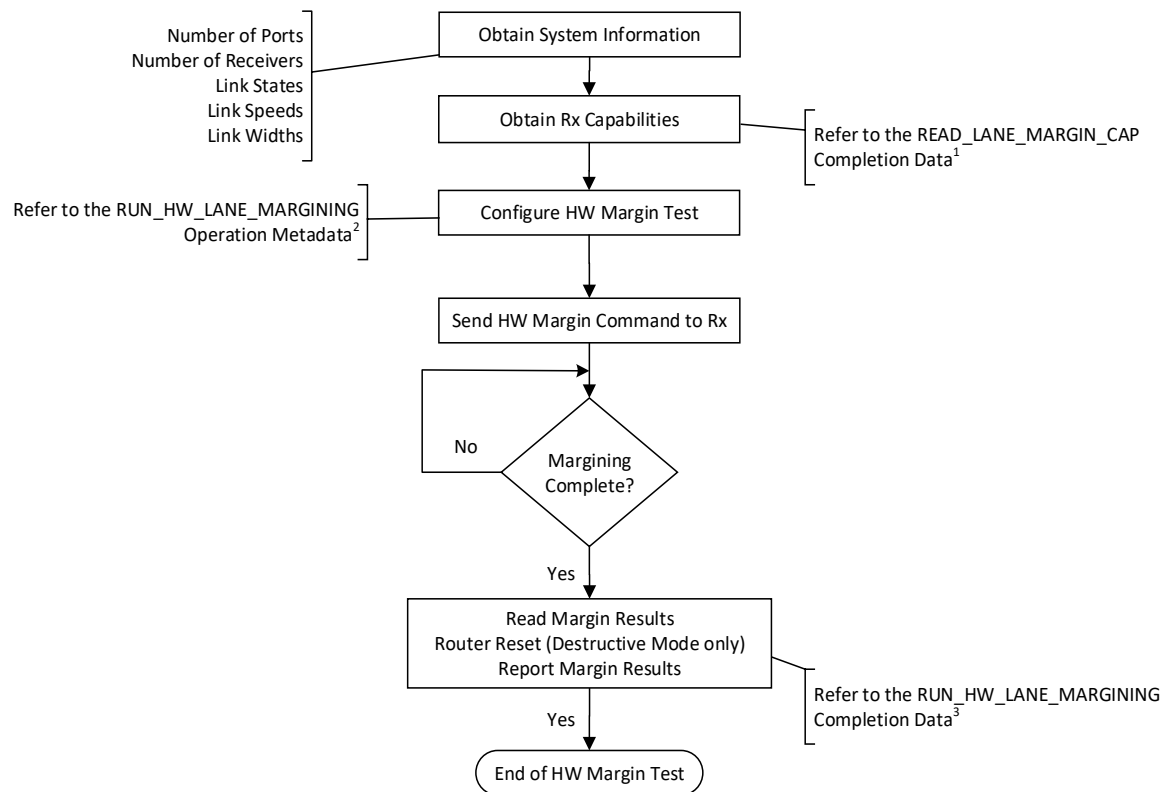 Obtain System Information
Number of Ports
Number of Receivers
Link States
Link Speeds
Link Widths
Obtain Rx Capabilities
Refer to the READ_LANE_MARGIN_CAP
Completion Data1
Configure HW Margin Test
Refer to the RUN_HW_LANE_MARGINING
Operation Metadata2
Send HW Margin Command to Rx
No
Margining
Complete?
Yes
Read Margin Results
Router Reset (Destructive Mode only)
Report Margin Results
Refer to the RUN_HW_LANE_MARGINING
Completion Data3
Yes
End of HW Margin Test